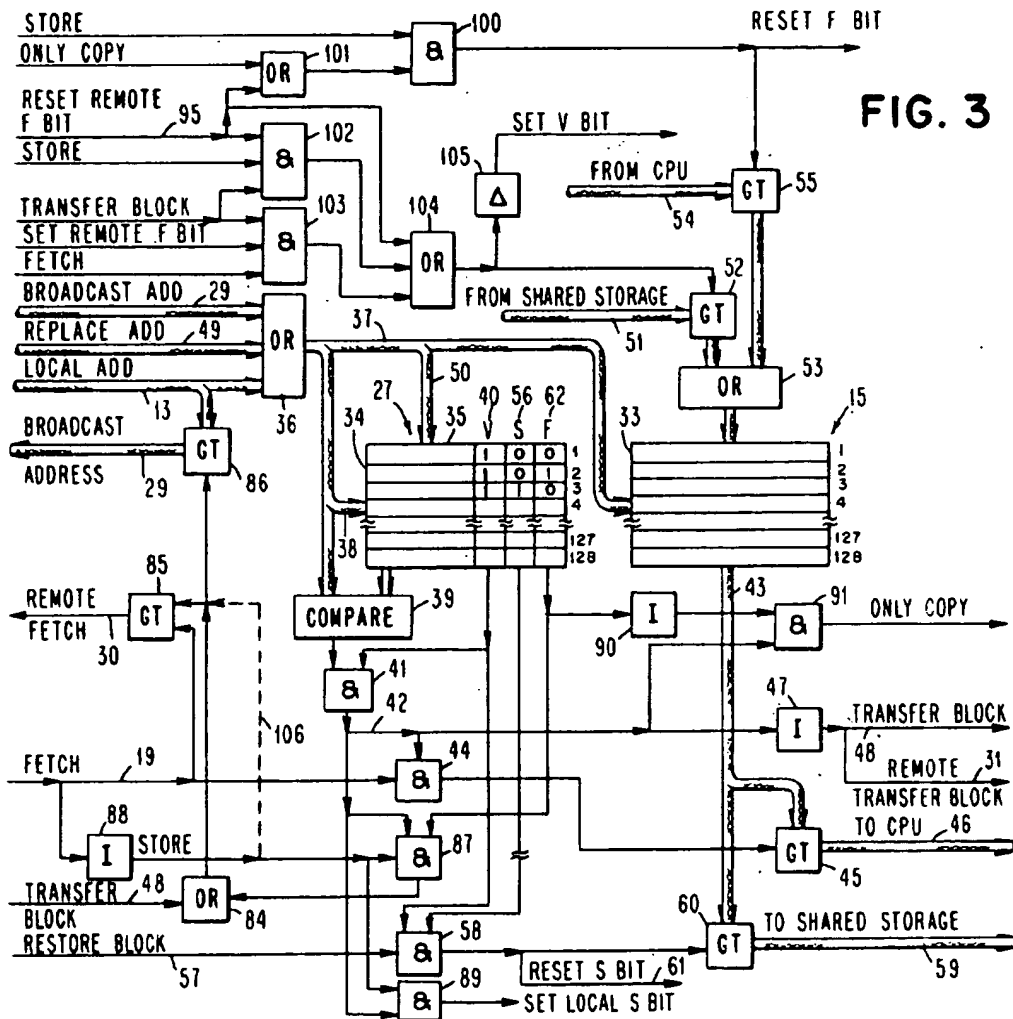 STORE
100
RESET F BIT
ONLY COPY
101
OR
&
FIG. 3
RESET REMOTE
F BIT
95
102
STORE
&
SET V BIT
105
Δ
FROM CPU
54
GT
55
TRANSFER BLOCK
103
SET REMOTE F BIT
&
104
FETCH
OR
52
BROADCAST ADD
29
FROM SHARED STORAGE
51
GT
REPLACE ADD
49
OR
37
LOCAL ADD
50
OR
53
13
36
27
40
56
62
15
BROADCAST
34
35
V
S
F
33
GT
ADDRESS
29
86
1 0 0 1
1
1 0 1 2
2
1 1 0 3
3
4
4
38
127
127
128
128
85
43
REMOTE
GT
COMPARE
39
91
FETCH
30
I
&
ONLY COPY
90
&
41
42
47
106
I
TRANSFER BLOCK
44
48
FETCH
19
&
REMOTE
31
TRANSFER BLOCK
88
TO CPU
46
I
STORE
&
87
GT
TRANSFER
48
OR
60
45
BLOCK
84
TO SHARED STORAGE
RESTORE BLOCK
&
58
GT
57
59
89
RESET S BIT
61
&
SET LOCAL S BIT